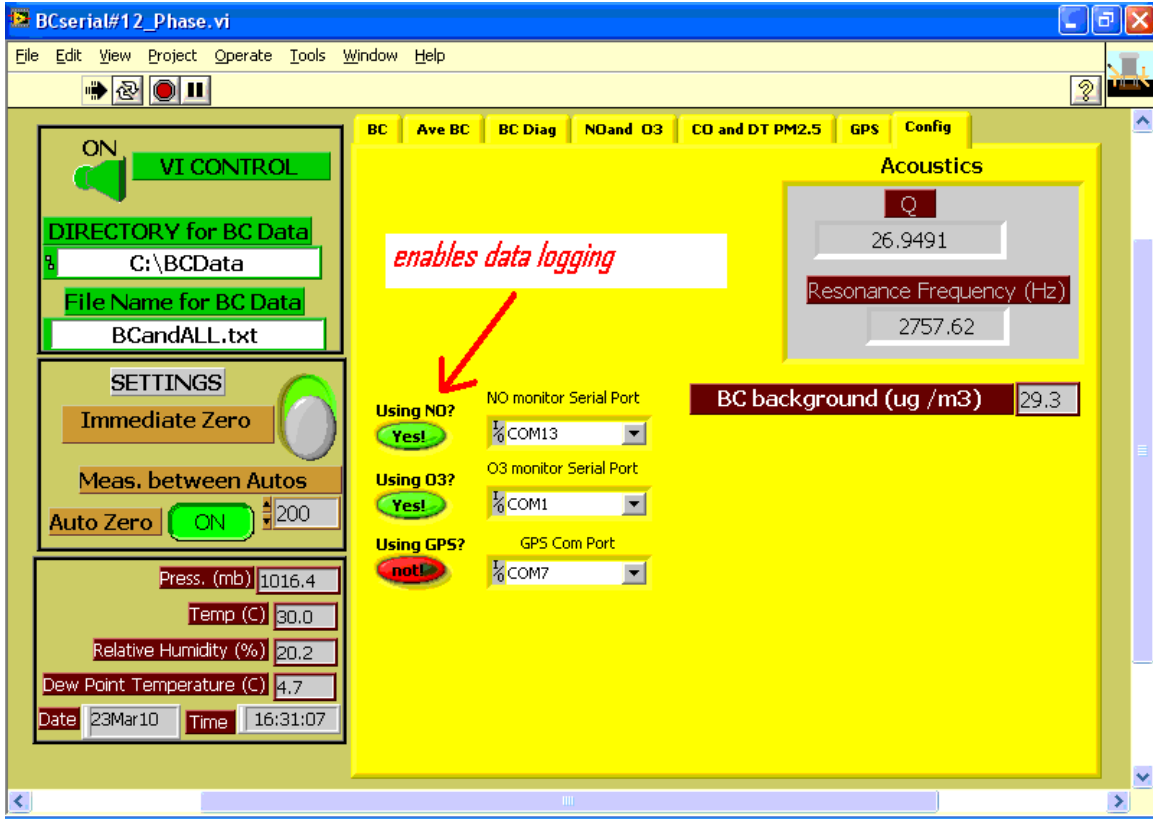 BCserial#12_Phase.vi
File Edit View Project Operate Tools Window Help
BC Ave BC BC Diag NOand O3 CO and DT PM2.5 GPS Config
ON
VI CONTROL
DIRECTORY for BC Data
C:\BCData
File Name for BC Data
BCandALL.txt
SETTINGS
Immediate Zero
Meas. between Autos
Auto Zero ON 200
Press. (mb) 1016.4
Temp (C) 30.0
Relative Humidity (%) 20.2
Dew Point Temperature (C) 4.7
Date 23Mar10 Time 16:31:07
enables data logging
Using NO? NO monitor Serial Port
Yes! COM13
Using O3? O3 monitor Serial Port
Yes! COM1
Using GPS? GPS Com Port
not! COM7
Acoustics
Q
26.9491
Resonance Frequency (Hz)
2757.62
BC background (ug /m3) 29.3